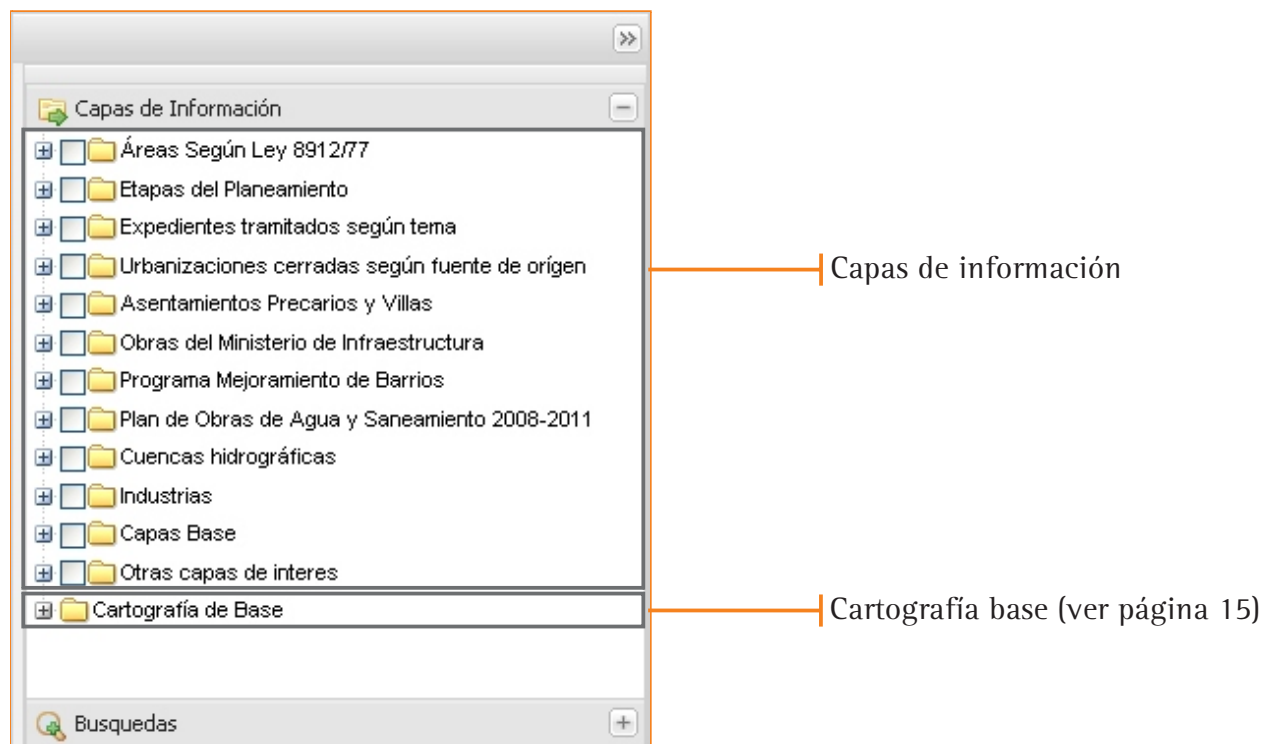 Capas de Información
Áreas Según Ley 8912/77
Etapas del Planeamiento
Expedientes tramitados según tema
Urbanizaciones cerradas según fuente de orígen
Capas de información
Asentamientos Precarios y Villas
Obras del Ministerio de Infraestructura
Programa Mejoramiento de Barrios
Plan de Obras de Agua y Saneamiento 2008-2011
Cuencas hidrográficas
Industrias
Capas Base
Otras capas de interes
Cartografía de Base
Cartografía base (ver página 15)
Busquedas